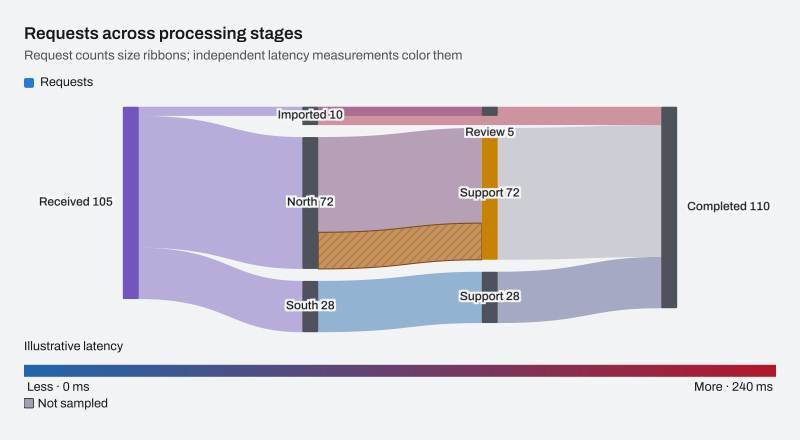 Requests across processing stages
Request counts size ribbons; independent latency measurements color them
Requests
Imported 10
Review 5
Support 72
North 72
Received 105
Completed 110
Support 28
South 28
Illustrative latency
Less · 0 ms
More · 240 ms
Not sampled